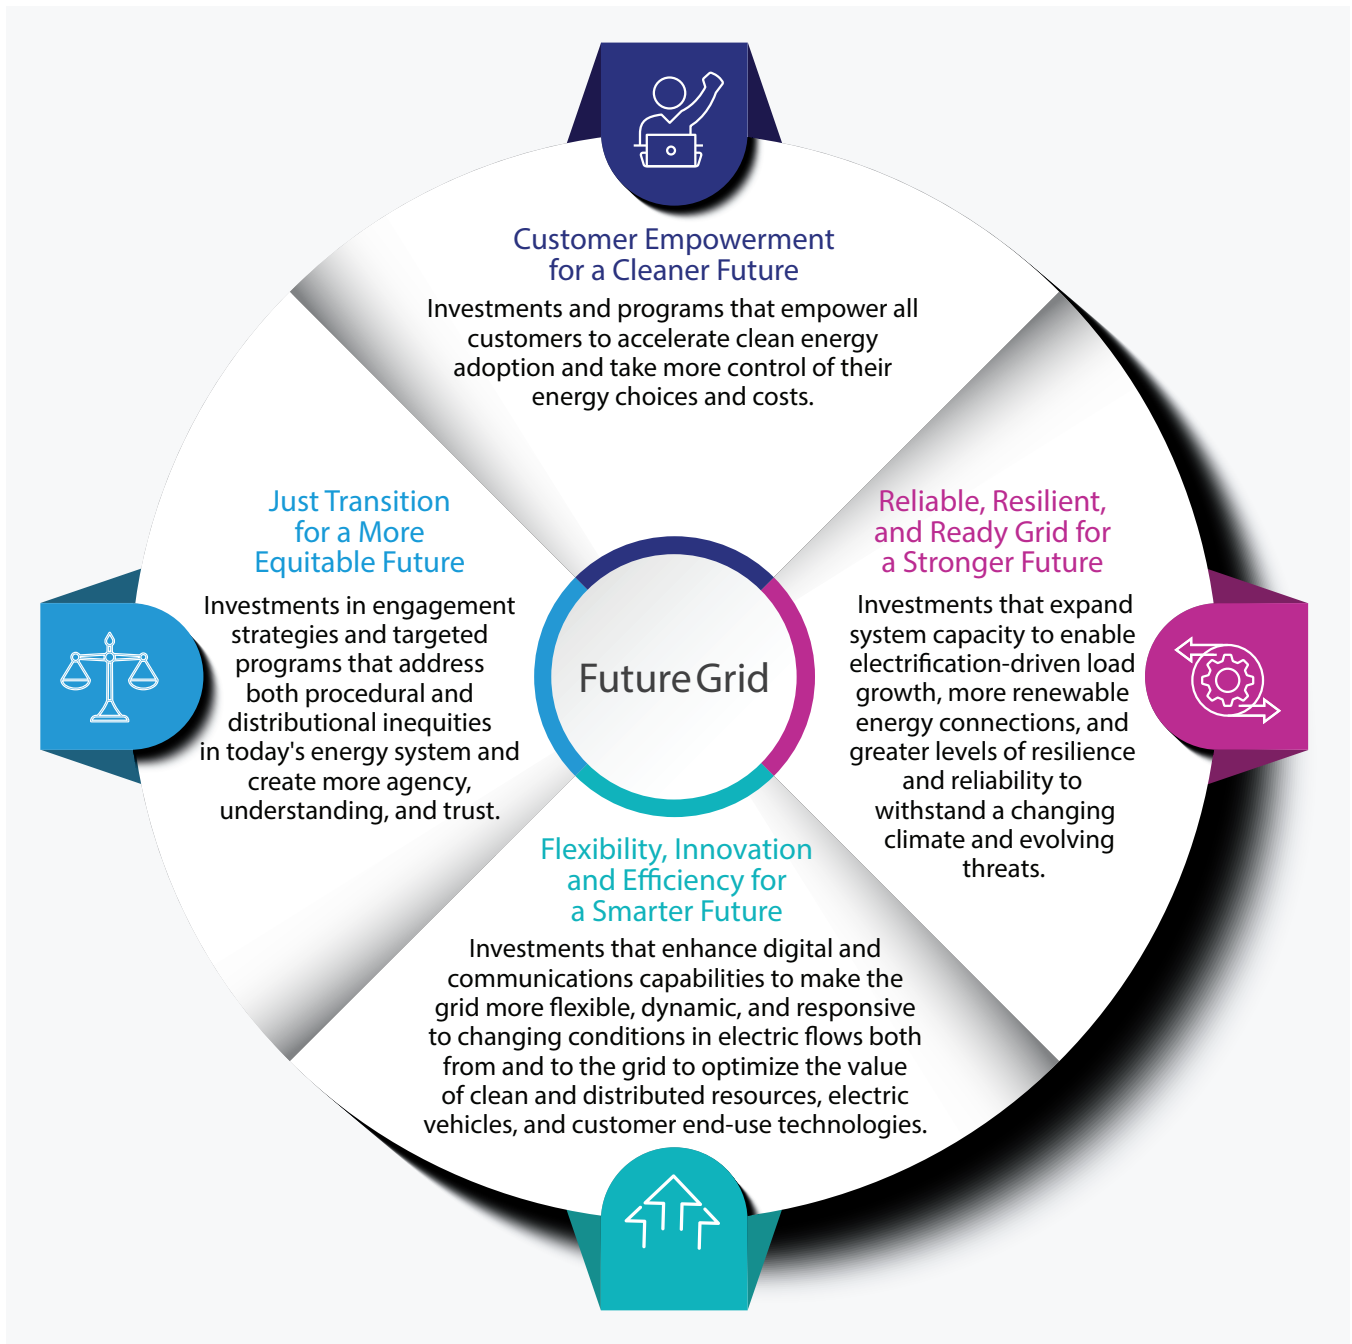 Customer Empowerment
for a Cleaner Future
Investments and programs that empower all
customers to accelerate clean energy
adoption and take more control of their
energy choices and costs.
Just Transition
for a More
Equitable Future
Investments in engagement
strategies and targeted
programs that address
both procedural and
distributional inequities
in today's energy system and
create more agency,
understanding, and trust.
Future Grid
Reliable, Resilient,
and Ready Grid for
a Stronger Future
Investments that expand
system capacity to enable
electrification-driven load
growth, more renewable
energy connections, and
greater levels of resilience
and reliability to
withstand a changing
climate and evolving
threats.
Flexibility, Innovation
and Efficiency for
a Smarter Future
Investments that enhance digital and
communications capabilities to make the
grid more flexible, dynamic, and responsive
to changing conditions in electric flows both
from and to the grid to optimize the value
of clean and distributed resources, electric
vehicles, and customer end-use technologies.